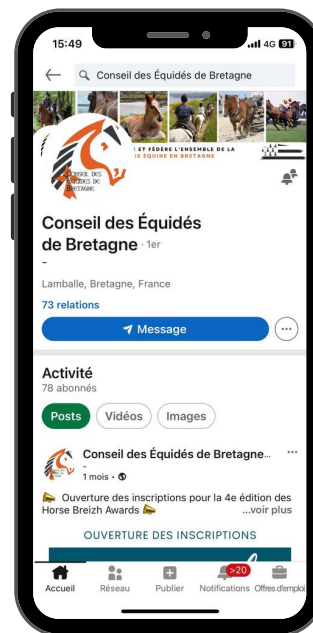 15:49
4G 91
Conseil des Équidés de Bretagne
ET FÉDÈRE L'ENSEMBLE DE LA
IE ÉQUINE EN BRETAGNE
CONSEIL DES
ÉQUIDÉS DE
BRETAGNE
Conseil des Équidés
de Bretagne · 1er
-
Lamballe, Bretagne, France
73 relations
Message
Activité
78 abonnés
Posts Vidéos Images
Conseil des Équidés de Bretagne...
-
1 mois •
Ouverture des inscriptions pour la 4e édition des
Horse Breizh Awards ...voir plus
OUVERTURE DES INSCRIPTIONS
>20
Accueil Réseau Publier Notifications Offres d'emploi